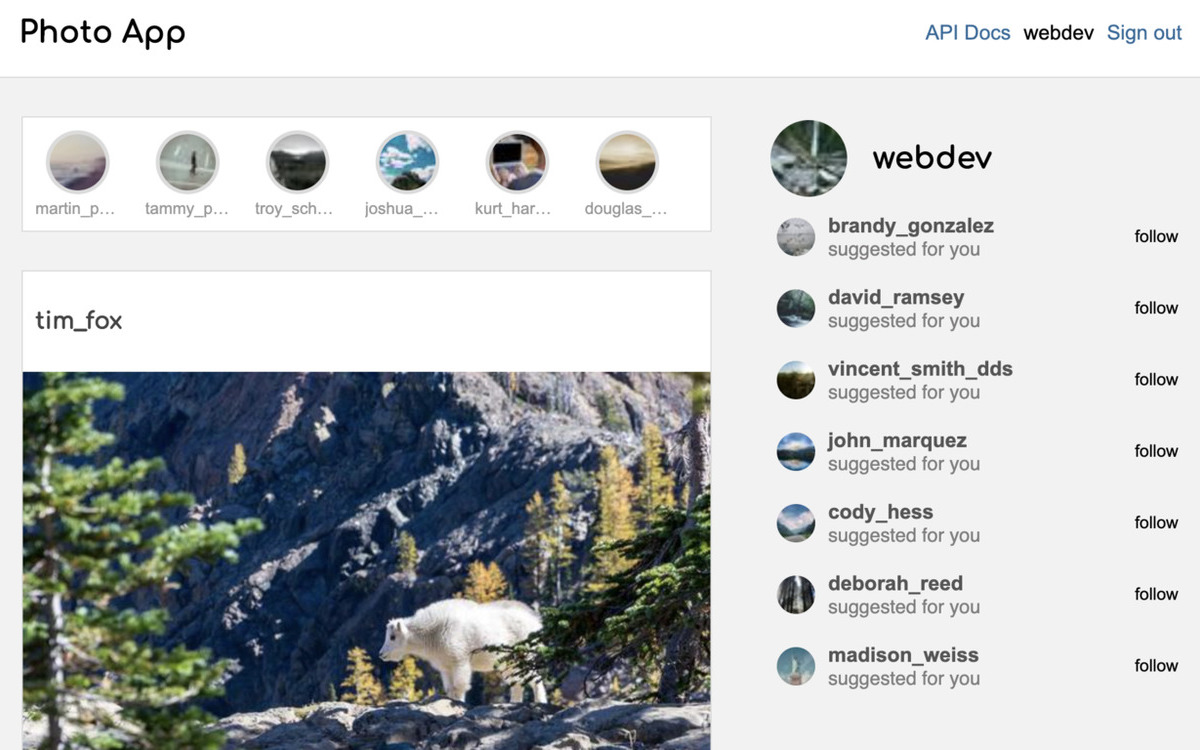 Photo App
API Docs webdev Sign out
martin_p... tammy_p... troy_sch... joshua_... kurt_har... douglas_...
tim_fox
webdev
brandy_gonzalez
suggested for you
follow
david_ramsey
suggested for you
follow
vincent_smith_dds
suggested for you
follow
john_marquez
suggested for you
follow
cody_hess
suggested for you
follow
deborah_reed
suggested for you
follow
madison_weiss
suggested for you
follow